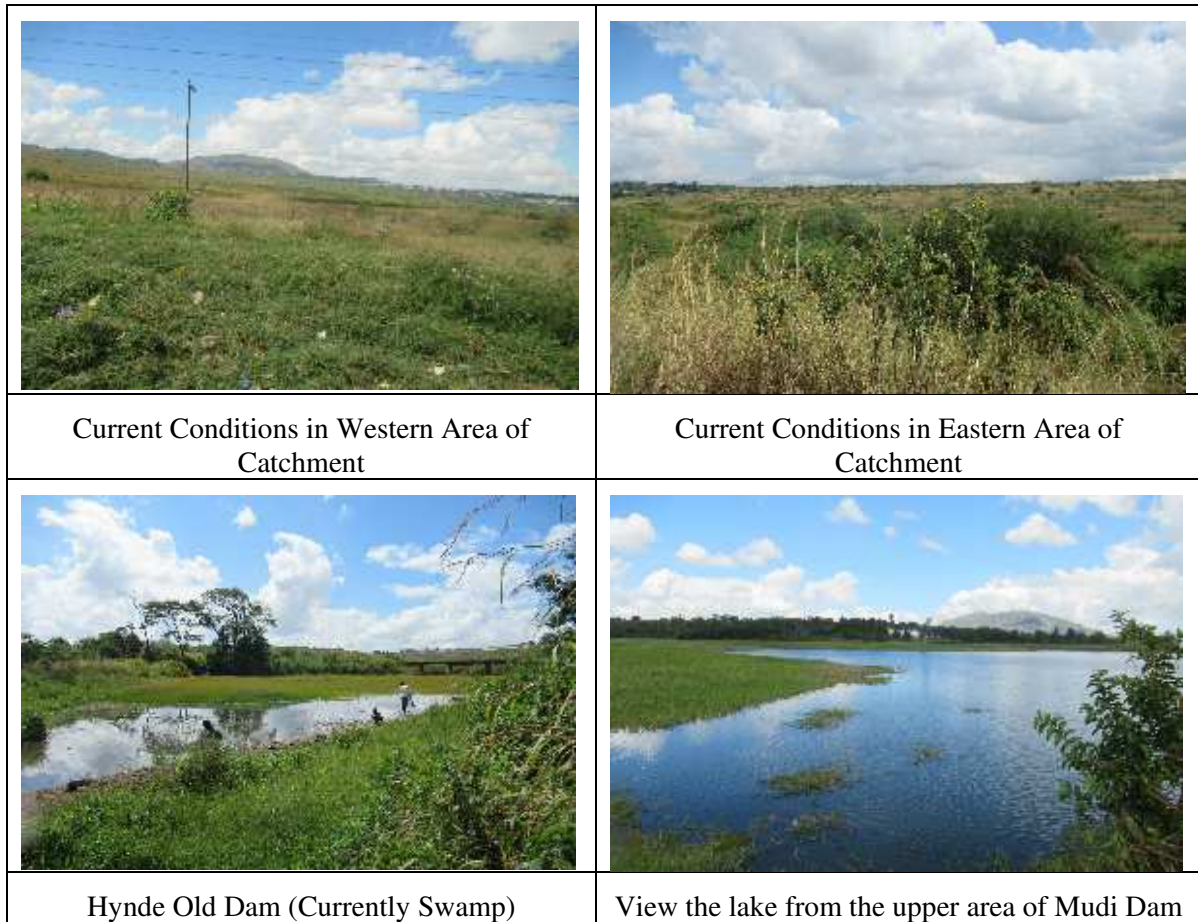 Current Conditions in Western Area of
Catchment
Current Conditions in Eastern Area of
Catchment
Hynde Old Dam (Currently Swamp)
View the lake from the upper area of Mudi Dam